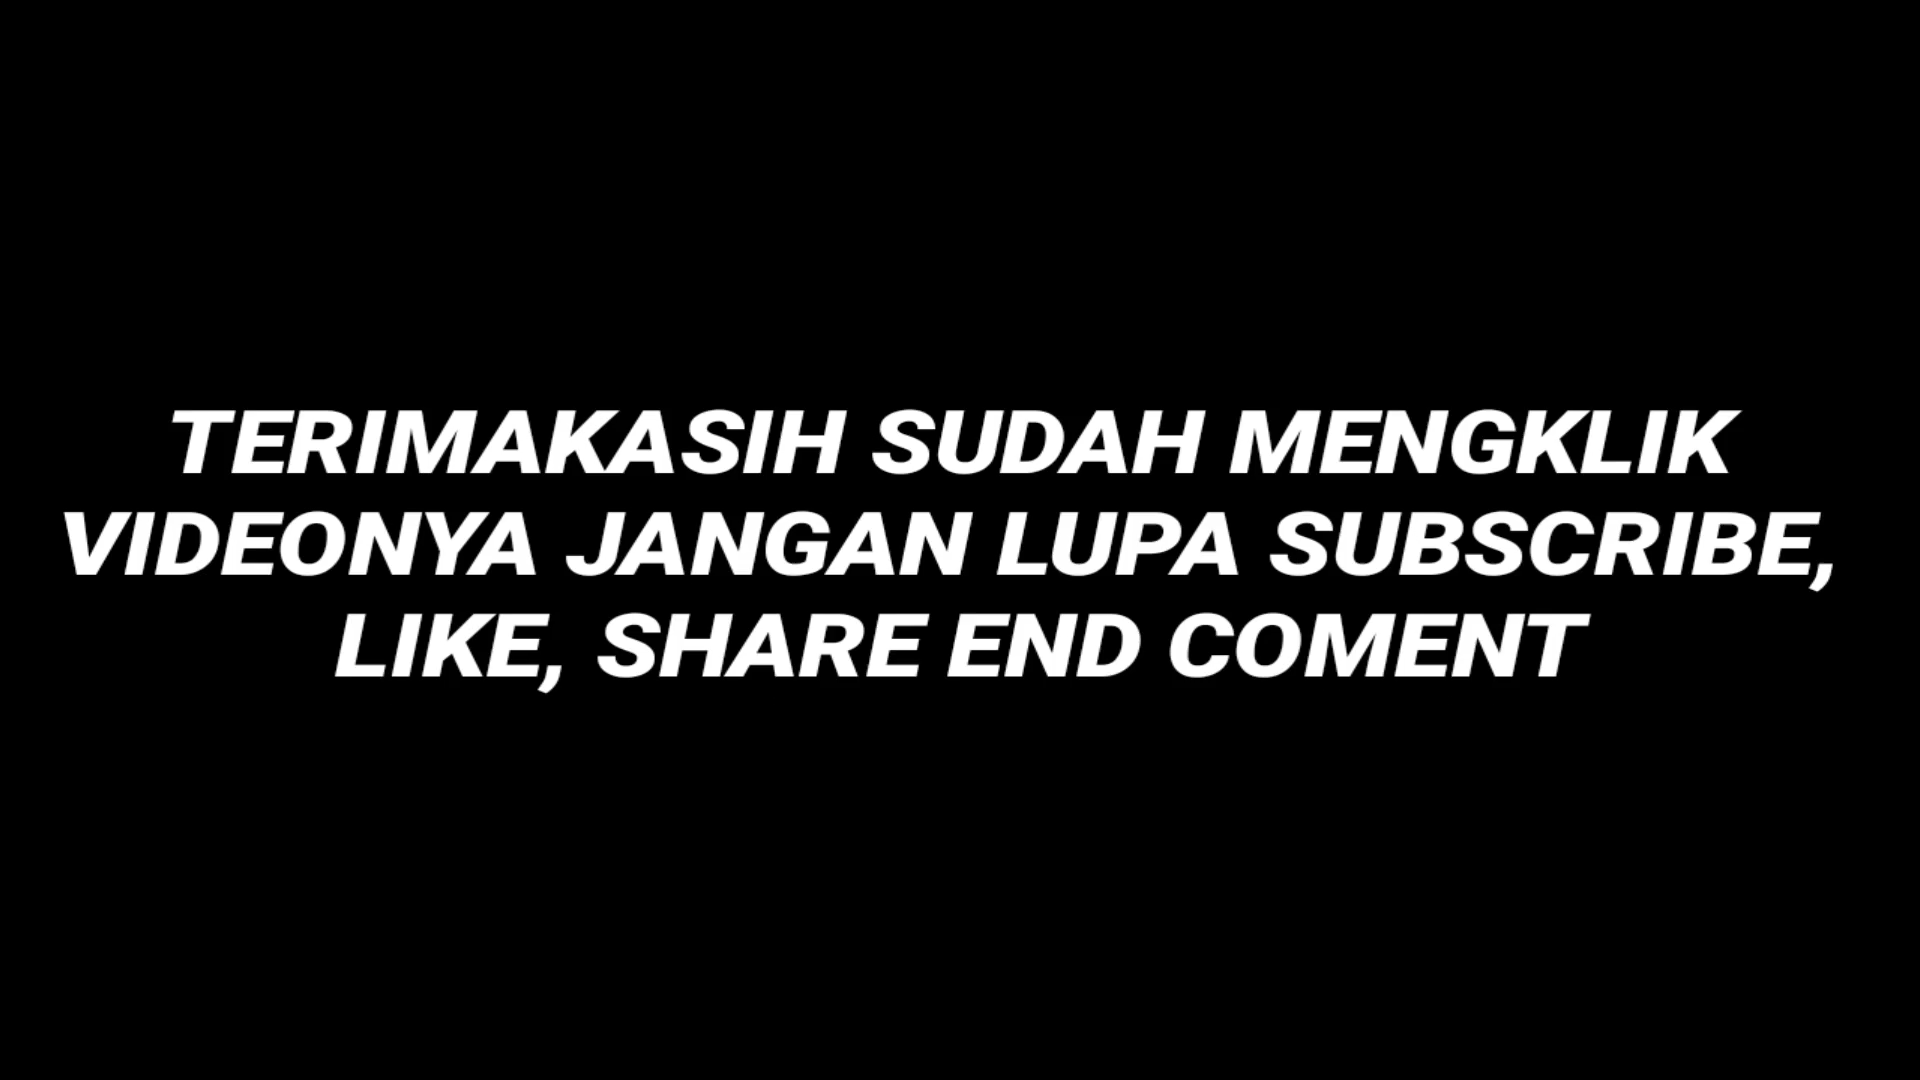 TERIMAKASIH SUDAH MENGKLIK
VIDEONYA JANGAN LUPA SUBSCRIBE,
LIKE, SHARE END COMENT